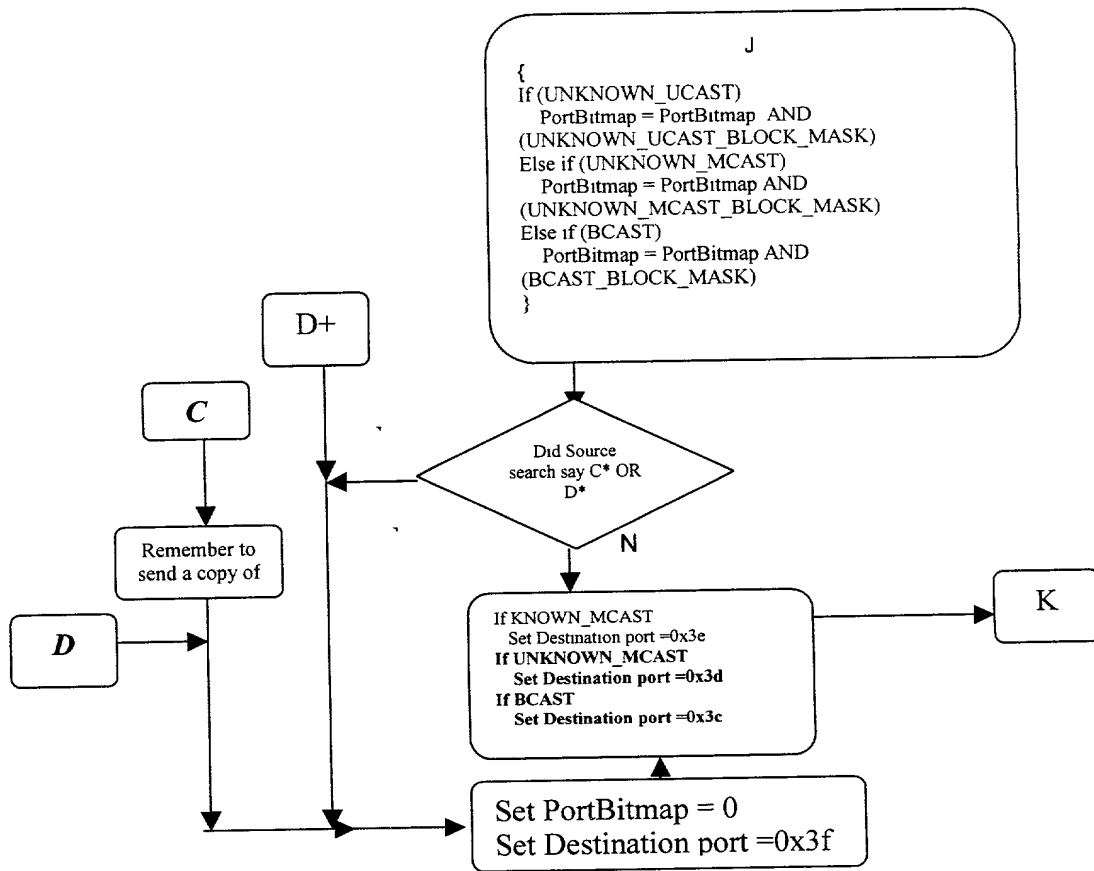 J
{
If (UNKNOWN_UCAST)
PortBitmap = PortBitmap AND
(UNKNOWN_UCAST_BLOCK_MASK)
Else if (UNKNOWN_MCAST)
PortBitmap = PortBitmap AND
(UNKNOWN_MCAST_BLOCK_MASK)
Else if (BCAST)
PortBitmap = PortBitmap AND
(BCAST_BLOCK_MASK)
}
D+
C
Did Source
search say C* OR
D*
N
Remember to
send a copy of
D
If KNOWN_MCAST
Set Destination port =0x3e
If UNKNOWN_MCAST
Set Destination port =0x3d
If BCAST
Set Destination port =0x3c
K
Set PortBitmap = 0
Set Destination port =0x3f